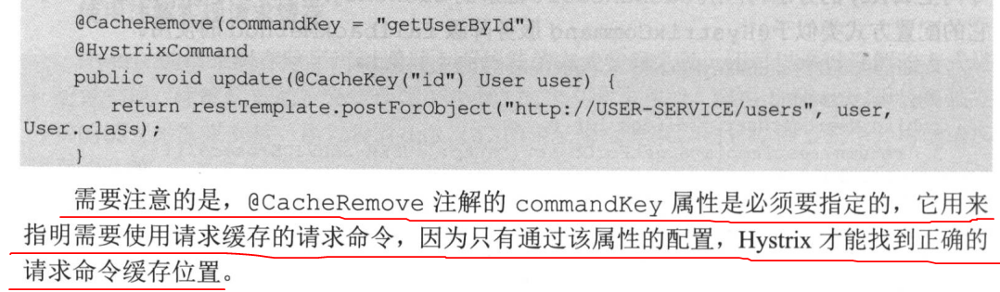 @CacheRemove(commandKey = "getUserById")
@HystrixCommand
public void update(@CacheKey("id") User user) {
return restTemplate.postForObject("http://USER-SERVICE/users", user,
User.class);
}
需要注意的是，@CacheRemove 注解的 commandKey 属性是必须要指定的，它用来
指明需要使用请求缓存的请求命令，因为只有通过该属性的配置，Hystrix 才能找到正确的
请求命令缓存位置。